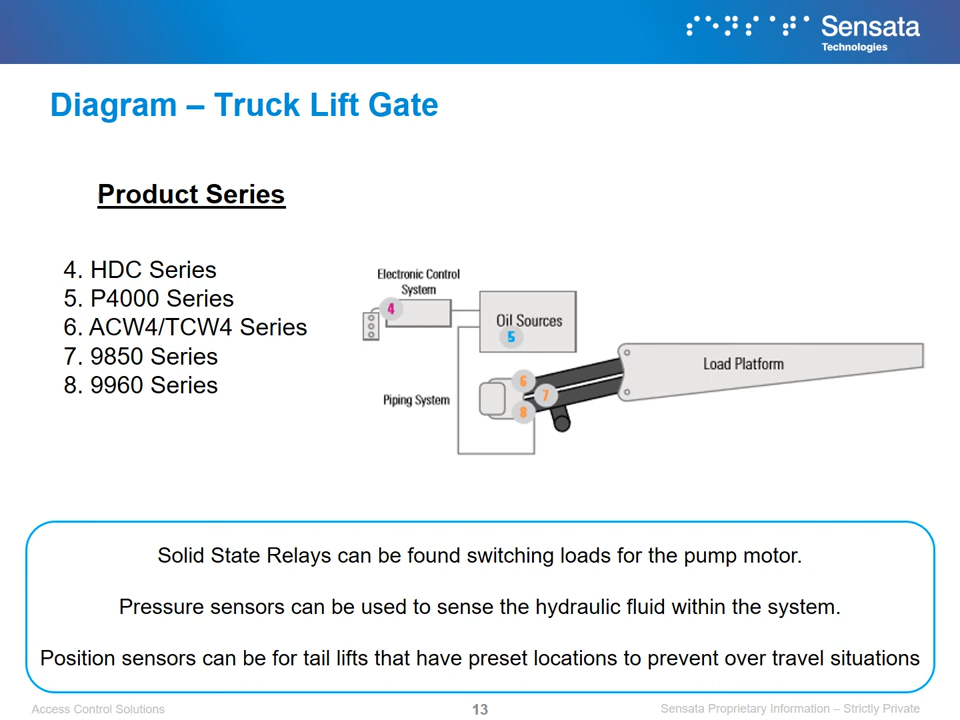 Sensata
Technologies
Diagram – Truck Lift Gate
Product Series
4. HDC Series
5. P4000 Series
6. ACW4/TCW4 Series
7. 9850 Series
8. 9960 Series
Electronic Control
System
4
Oil Sources
5
Load Platform
Piping System
6
7
8
Solid State Relays can be found switching loads for the pump motor.
Pressure sensors can be used to sense the hydraulic fluid within the system.
Position sensors can be for tail lifts that have preset locations to prevent over travel situations
Access Control Solutions
13
Sensata Proprietary Information – Strictly Private